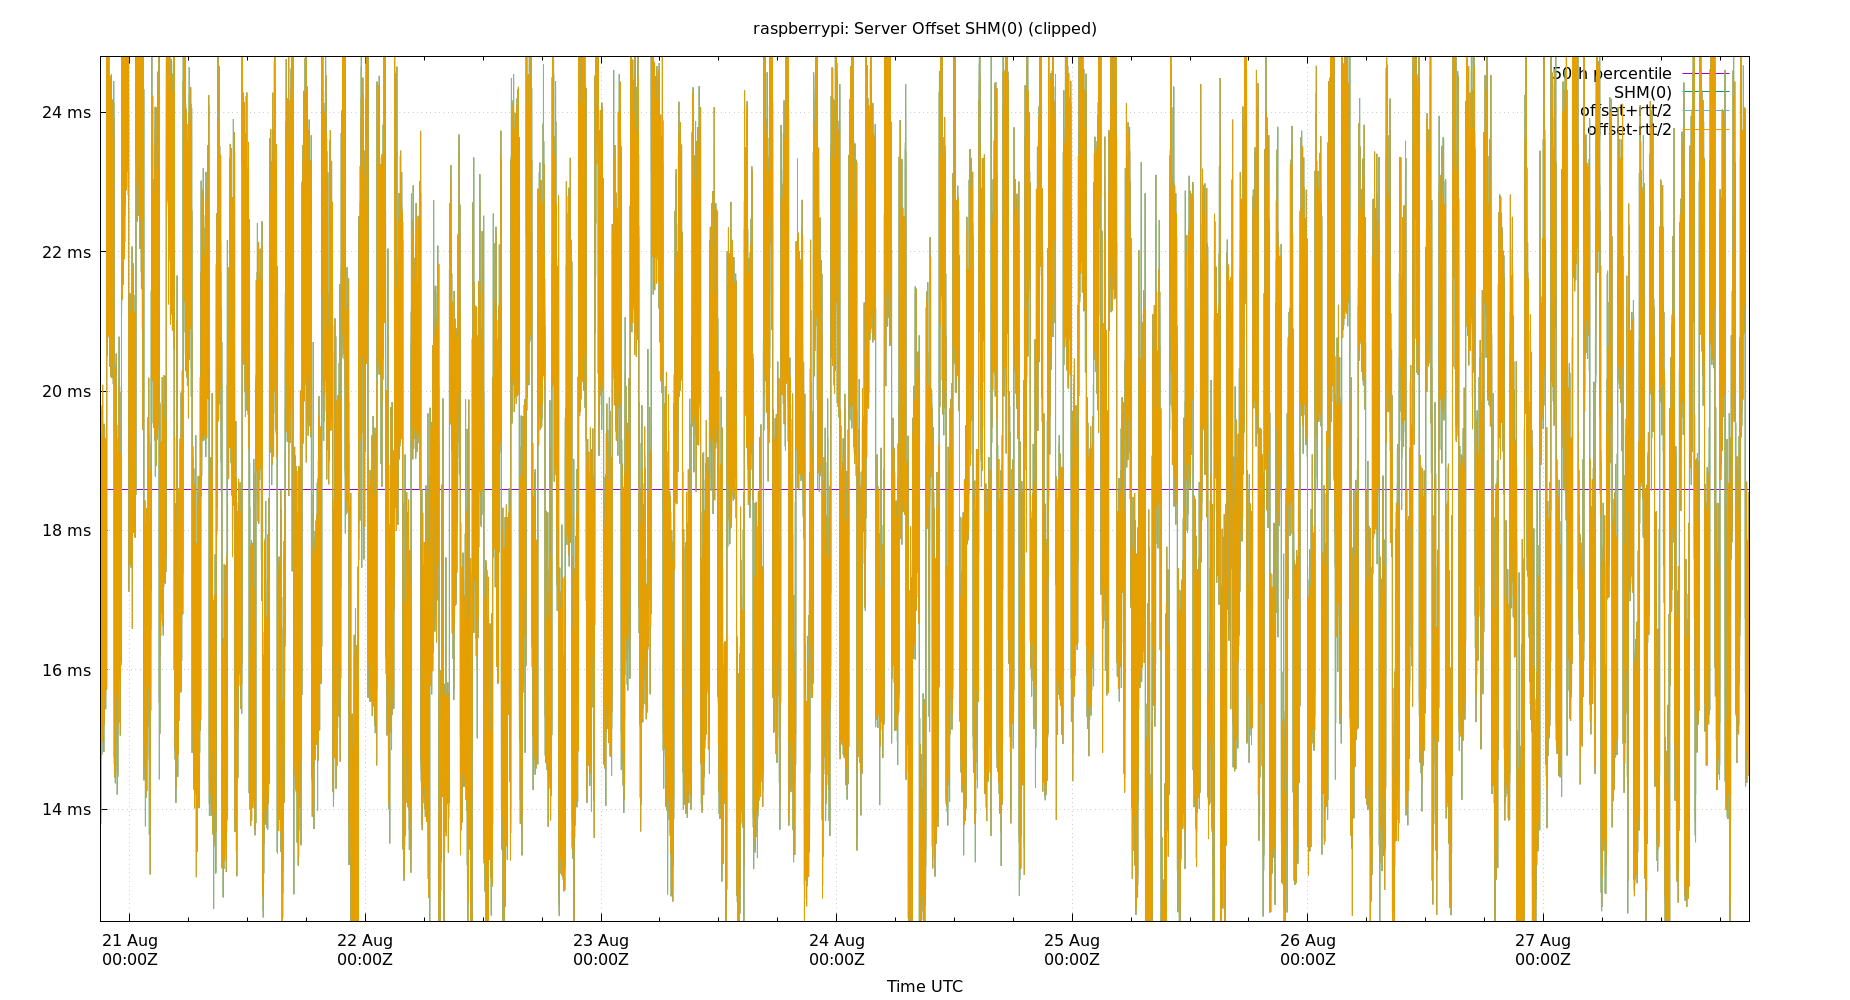 raspberrypi: Server Offset SHM(0) (clipped)
50th percentile
SHM(0)
offset+rtt/2
offset-rtt/2
24 ms
22 ms
20 ms
18 ms
16 ms
14 ms
21 Aug 22 Aug 23 Aug 24 Aug 25 Aug 26 Aug 27 Aug
00:00Z 00:00Z 00:00Z 00:00Z 00:00Z 00:00Z 00:00Z
Time UTC